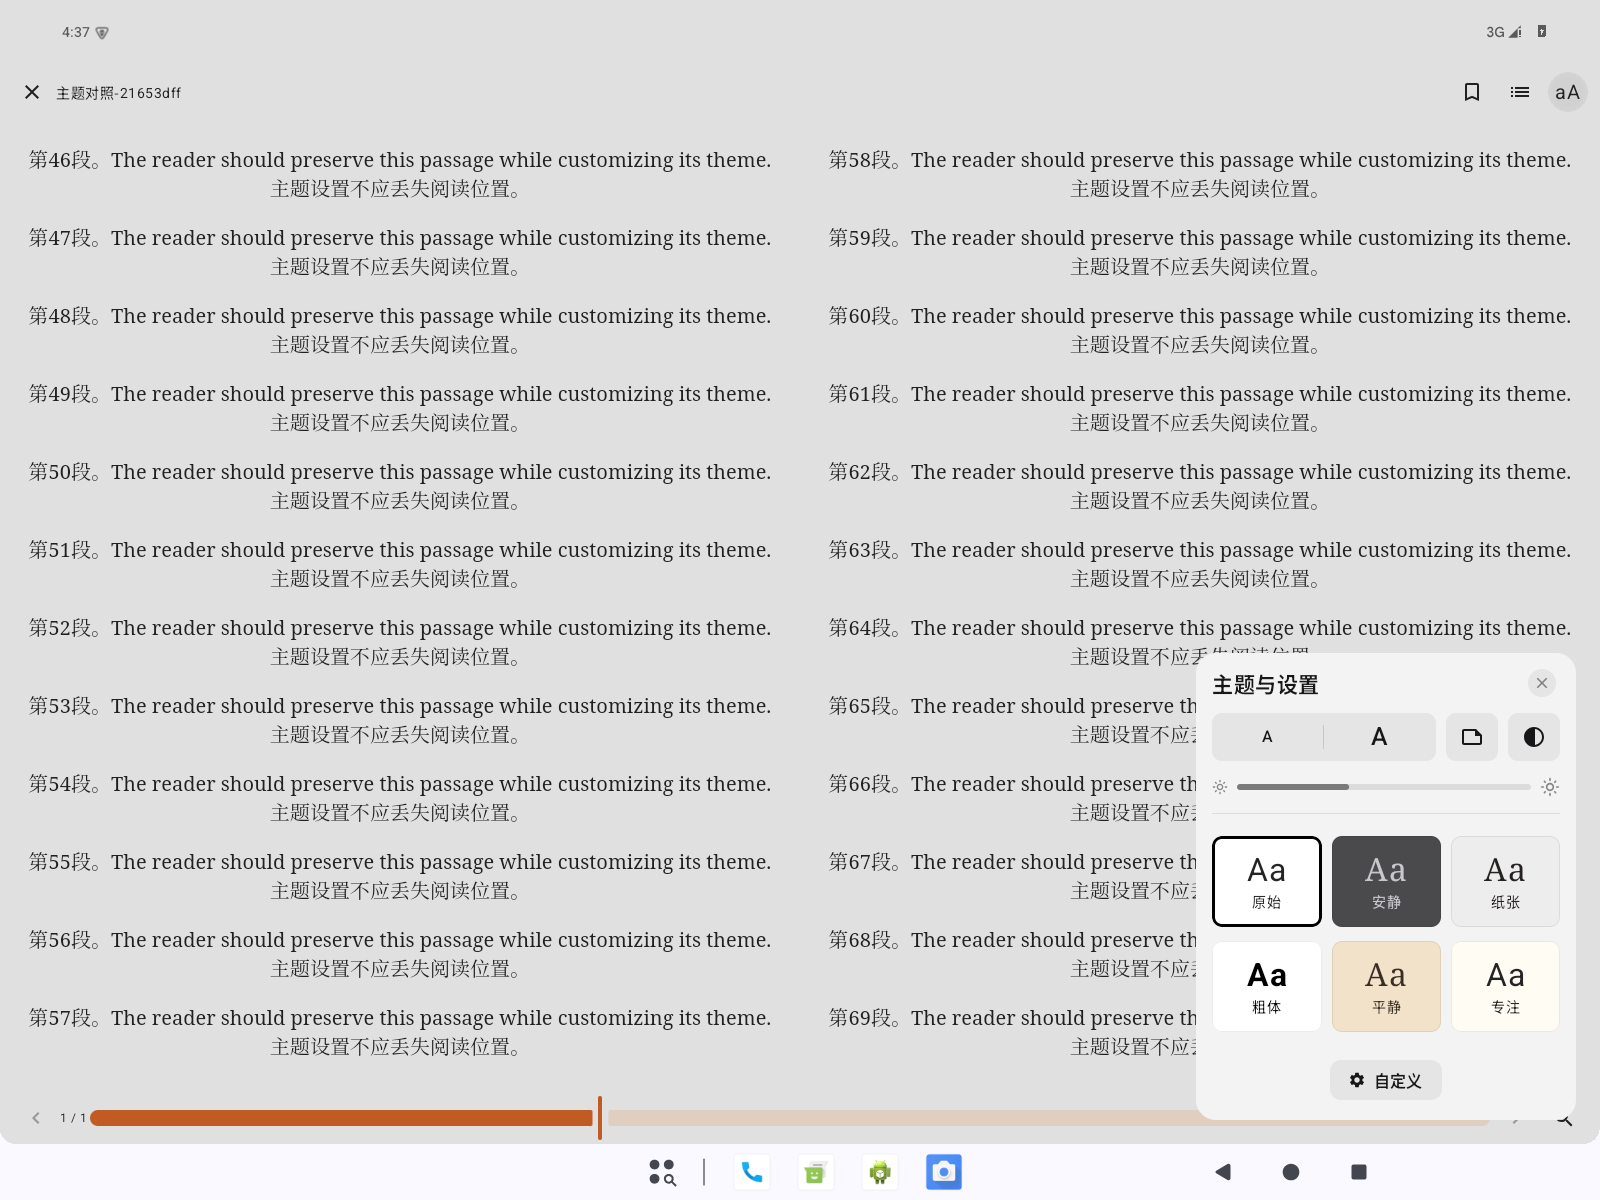 4:37
3G
主题对照-21653dff
aA
第46段。The reader should preserve this passage while customizing its theme.
主题设置不应丢失阅读位置。
第47段。The reader should preserve this passage while customizing its theme.
主题设置不应丢失阅读位置。
第48段。The reader should preserve this passage while customizing its theme.
主题设置不应丢失阅读位置。
第49段。The reader should preserve this passage while customizing its theme.
主题设置不应丢失阅读位置。
第50段。The reader should preserve this passage while customizing its theme.
主题设置不应丢失阅读位置。
第51段。The reader should preserve this passage while customizing its theme.
主题设置不应丢失阅读位置。
第52段。The reader should preserve this passage while customizing its theme.
主题设置不应丢失阅读位置。
第53段。The reader should preserve this passage while customizing its theme.
主题设置不应丢失阅读位置。
第54段。The reader should preserve this passage while customizing its theme.
主题设置不应丢失阅读位置。
第55段。The reader should preserve this passage while customizing its theme.
主题设置不应丢失阅读位置。
第56段。The reader should preserve this passage while customizing its theme.
主题设置不应丢失阅读位置。
第57段。The reader should preserve this passage while customizing its theme.
主题设置不应丢失阅读位置。
第58段。The reader should preserve this passage while customizing its theme.
主题设置不应丢失阅读位置。
第59段。The reader should preserve this passage while customizing its theme.
主题设置不应丢失阅读位置。
第60段。The reader should preserve this passage while customizing its theme.
主题设置不应丢失阅读位置。
第61段。The reader should preserve this passage while customizing its theme.
主题设置不应丢失阅读位置。
第62段。The reader should preserve this passage while customizing its theme.
主题设置不应丢失阅读位置。
第63段。The reader should preserve this passage while customizing its theme.
主题设置不应丢失阅读位置。
第64段。The reader should preserve this passage while customizing its theme.
主题设置不应丢失阅读位置
第65段。The reader should preserve th
主题设置不应
第66段。The reader should preserve th
主题设置不应
第67段。The reader should preserve th
主题设置不应
第68段。The reader should preserve th
主题设置不应
第69段。The reader should preserve th
主题设置不应
主题与设置
A A
Aa Aa Aa
原始 安静 纸张
Aa Aa Aa
粗体 平静 专注
自定义
1 / 1